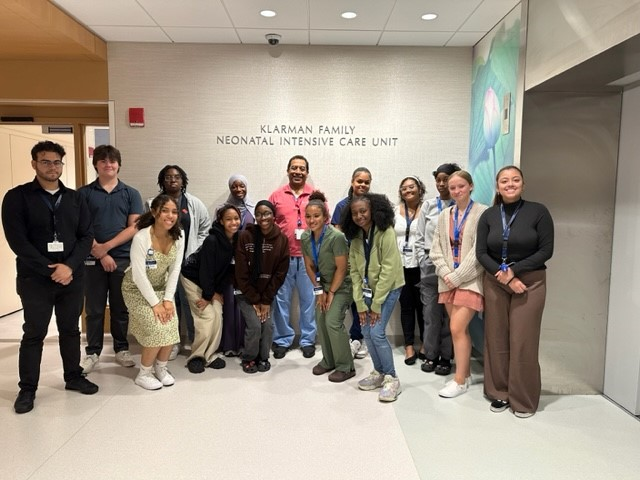 KLARMAN FAMILY
NEONATAL INTENSIVE CARE UNIT